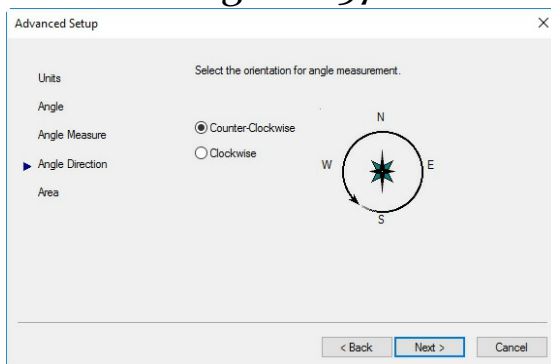 Advanced Setup
Units
Angle
Angle Measure
Angle Direction
Area
Select the orientation for angle measurement.
Counter-Clockwise
Clockwise
N
W
E
S
< Back
Next >
Cancel